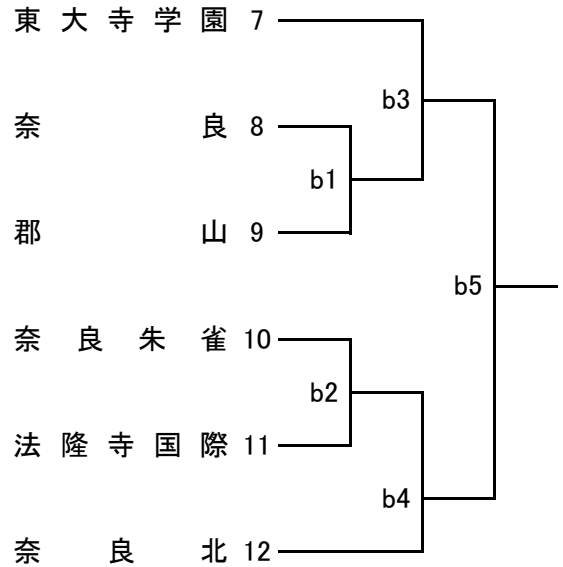 東大寺学園 7
b3
奈良 8
b1
郡山 9
b5
奈良朱雀 10
b2
法隆寺国際 11
b4
奈良北 12